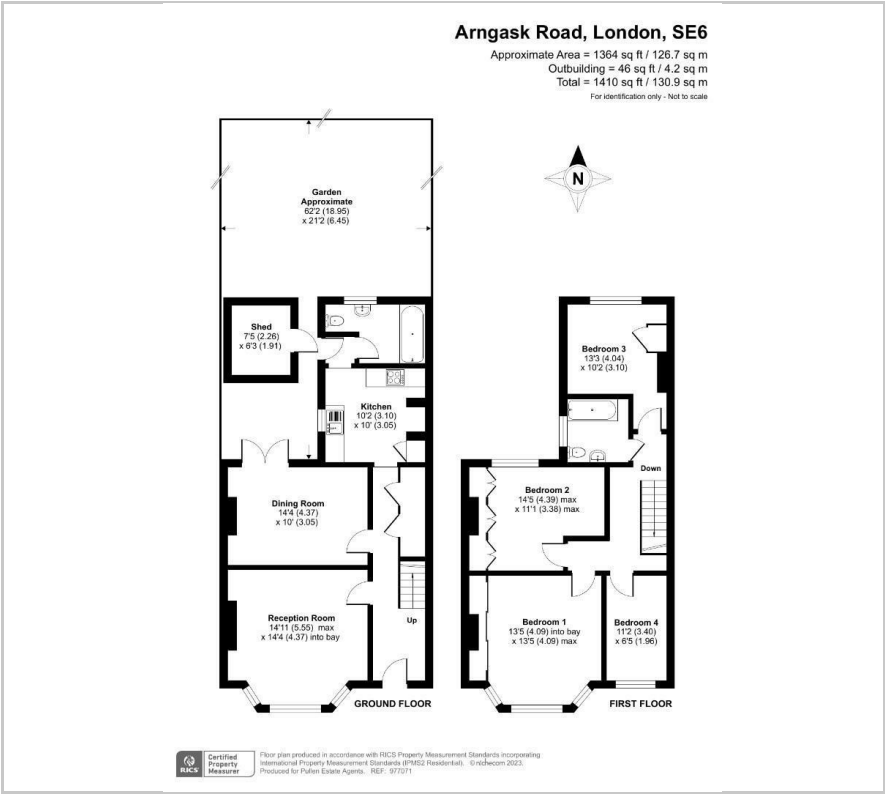 Arngask Road, London, SE6
Approximate Area = 1364 sq ft / 126.7 sq m
Outbuilding = 46 sq ft / 4.2 sq m
Total = 1410 sq ft / 130.9 sq m
For identification only - Not to scale
N
Garden
Approximate
62'2 (18.95)
x 21'2 (6.45)
Shed
7'5 (2.26)
x 6'3 (1.91)
Kitchen
10'2 (3.10)
x 10' (3.05)
Dining Room
14'4 (4.37)
x 10' (3.05)
Reception Room
14'11 (5.55) max
x 14'4 (4.37) into bay
Up
GROUND FLOOR
Bedroom 3
13'3 (4.04)
x 10'2 (3.10)
Down
Bedroom 2
14'5 (4.39) max
x 11'1 (3.38) max
Bedroom 1
13'5 (4.09) into bay
x 13'5 (4.09) max
Bedroom 4
11'2 (3.40)
x 6'5 (1.96)
FIRST FLOOR
RICS
Certified
Property
Measurer
Floor plan produced in accordance with RICS Property Measurement Standards incorporating
International Property Measurement Standards (IPMS2 Residential). © nichecom 2023.
Produced for Pullen Estate Agents. REF: 977071